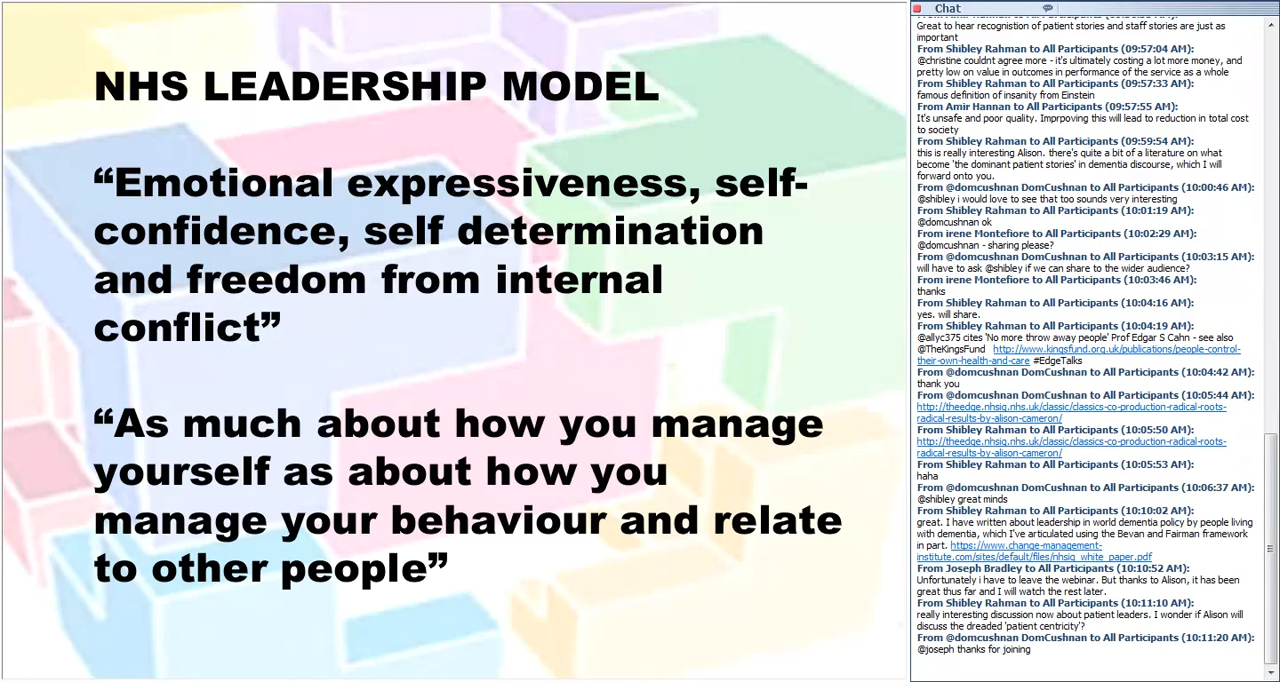 NHS LEADERSHIP MODEL
“Emotional expressiveness, self-
confidence, self determination
and freedom from internal
conflict”
“As much about how you manage
yourself as about how you
manage your behaviour and relate
to other people”
Chat
Great to hear recognistion of patient stories and staff stories are just as
important
From Shibley Rahman to All Participants (09:57:04 AM):
@christine couldnt agree more - it's ultimately costing a lot more money, and
pretty low on value in outcomes in performance of the service as a whole
From Shibley Rahman to All Participants (09:57:33 AM):
famous definition of insanity from Einstein
From Amir Hannan to All Participants (09:57:55 AM):
It's unsafe and poor quality. Imprpoving this will lead to reduction in total cost
to society
From Shibley Rahman to All Participants (09:59:54 AM):
this is really interesting Alison. there's quite a bit of a literature on what
become 'the dominant patient stories' in dementia discourse, which I will
forward onto you.
From @domcushnan DomCushnan to All Participants (10:00:46 AM):
@shibley i would love to see that too sounds very interesting
From Shibley Rahman to All Participants (10:01:19 AM):
@domcushnan ok
From irene Montefiore to All Participants (10:02:29 AM):
@domcushnan - sharing please?
From @domcushnan DomCushnan to All Participants (10:03:15 AM):
will have to ask @shibley if we can share to the wider audience?
From irene Montefiore to All Participants (10:03:46 AM):
thanks
From Shibley Rahman to All Participants (10:04:16 AM):
yes. will share.
From Shibley Rahman to All Participants (10:04:19 AM):
@allyc375 cites 'No more throw away people' Prof Edgar S Cahn - see also
@TheKingsFund http://www.kingsfund.org.uk/publications/people-control-
their-own-health-and-care #EdgeTalks
From @domcushnan DomCushnan to All Participants (10:04:42 AM):
thank you
From @domcushnan DomCushnan to All Participants (10:05:44 AM):
http://theedge.nhsiq.nhs.uk/classic/classics-co-production-radical-roots-
radical-results-by-alison-cameron/
From Shibley Rahman to All Participants (10:05:50 AM):
http://theedge.nhsiq.nhs.uk/classic/classics-co-production-radical-roots-
radical-results-by-alison-cameron/
From Shibley Rahman to All Participants (10:05:53 AM):
haha
From @domcushnan DomCushnan to All Participants (10:06:37 AM):
@shibley great minds
From Shibley Rahman to All Participants (10:10:02 AM):
great. I have written about leadership in world dementia policy by people living
with dementia, which I've articulated using the Bevan and Fairman framework
in part. https://www.change-management-
institute.com/sites/default/files/nhsiq_white_paper.pdf
From Joseph Bradley to All Participants (10:10:52 AM):
Unfortunately i have to leave the webinar. But thanks to Alison, it has been
great thus far and I will watch the rest later.
From Shibley Rahman to All Participants (10:11:10 AM):
really interesting discussion now about patient leaders. I wonder if Alison will
discuss the dreaded 'patient centricity'?
From @domcushnan DomCushnan to All Participants (10:11:20 AM):
@joseph thanks for joining